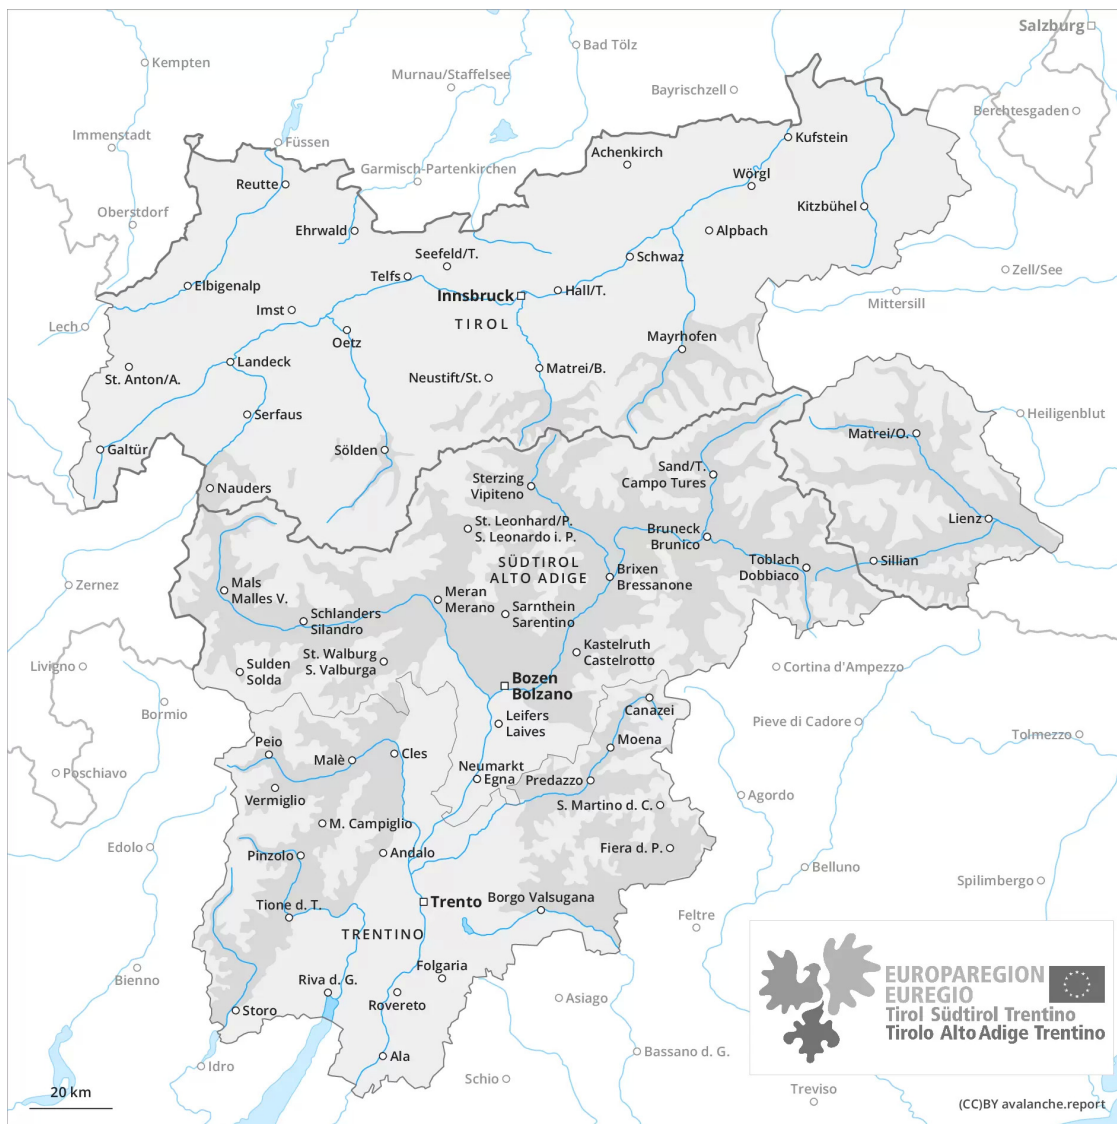 Salzburg
Bad Tölz
Kempten
Murnau/Staffelsee
Bayrischzell
Berchtesgaden
Immenstadt
Füssen
Kufstein
Achenkirch
Garmisch-Partenkirchen
Wörgl
Reutte
Oberstdorf
Kitzbühel
Ehrwald
Alpbach
Seefeld/T.
Schwaz
Zell/See
Telfs
Elbigenalp
Hall/T.
Innsbruck
Mittersill
Imst
TIROL
Lech
Oetz
Mayrhofen
Landeck
Matrei/B.
St. Anton/A.
Neustift/St.
Serfaus
Heiligenblut
Matrei/O.
Galtür
Sölden
Sand/T.
Campo Tures
Sterzing
Vipiteno
Nauders
Lienz
St. Leonhard/P.
S. Leonardo i. P.
Bruneck
Brunico
SÜDTIROL
ALTO ADIGE
Toblach
Dobbiaco
Sillian
Brixen
Bressanone
Zernez
Mals
Malles V.
Meran
Merano
Sarnthein
Sarentino
Schlanders
Silandro
Kastelruth
Castelrotto
St. Walburg
S. Valburga
Livigno
Sulden
Solda
Cortina d'Ampezzo
Bozen
Bolzano
Bormio
Canazei
Leifers
Laives
Pieve di Cadore
Tolmezzo
Moena
Peio
Cles
Malè
Neumarkt
Egna
Poschiavo
Predazzo
Vermiglio
Agordo
S. Martino d. C.
M. Campiglio
Edolo
Fiera d. P.
Andalo
Pinzolo
Belluno
Spilimbergo
Borgo Valsugana
Trento
Tione d. T.
Feltre
TRENTINO
Folgaria
Bienno
Riva d. G.
EUROPAREGION
EUREGIO
Tirol Südtirol Trentino
Tirolo Alto Adige Trentino
Asiago
Rovereto
Storo
Ala
Bassano d. G.
Idro
Schio
Treviso
20 km
(CC)BY avalanche.report